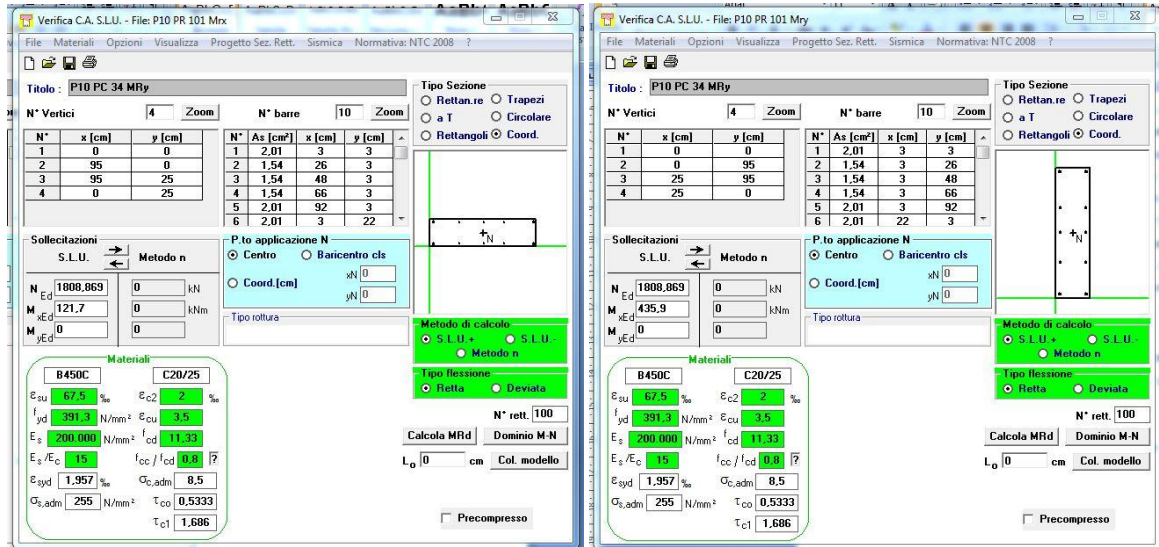 Verifica C.A. S.L.U. - File: P10 PR 101 Mrx
File Materiali Opzioni Visualizza Progetto Sez. Rett. Sismica Normativa: NTC 2008 ?
Titolo : P10 PC 34 MRy
N° Vertici 4 Zoom N° barre 10 Zoom
N° x [cm] y [cm]
1 0 0
2 95 0
3 95 25
4 0 25
N° As [cm²] x [cm] y [cm]
1 2,01 3 3
2 1,54 26 3
3 1,54 48 3
4 1,54 66 3
5 2,01 92 3
6 2,01 3 22
Tipo Sezione
Rettan.re Trapezi
a T Circolare
Rettangoli Coord.
N
Sollecitazioni
S.L.U. Metodo n
N Ed 1808,869 0 kN
M xEd 121,7 0 kNm
M yEd 0 0
P.to applicazione N
Centro Baricentro cls
Coord.[cm] xN 0
yN 0
Tipo rottura
Metodo di calcolo
S.L.U.+ S.L.U.-
Metodo n
Tipo flessione
Retta Deviata
Materiali
B450C C20/25
εsu 67,5 ‰ εc2 2 ‰
fyd 391,3 N/mm² εcu 3,5
Es 200.000 N/mm² fcd 11,33
Es/Ec 15 fcc / fcd 0,8 ?
εsyd 1,957 ‰ σc,adm 8,5
σs,adm 255 N/mm² τco 0,5333
τc1 1,686
N° rett. 100
Calcola MRd Dominio M-N
Lo 0 cm Col. modello
Precompresso
Verifica C.A. S.L.U. - File: P10 PR 101 Mry
File Materiali Opzioni Visualizza Progetto Sez. Rett. Sismica Normativa: NTC 2008 ?
Titolo : P10 PC 34 MRy
N° Vertici 4 Zoom N° barre 10 Zoom
N° x [cm] y [cm]
1 0 0
2 0 95
3 25 95
4 25 0
N° As [cm²] x [cm] y [cm]
1 2,01 3 3
2 1,54 3 26
3 1,54 3 48
4 1,54 3 66
5 2,01 3 92
6 2,01 22 3
Tipo Sezione
Rettan.re Trapezi
a T Circolare
Rettangoli Coord.
N
Sollecitazioni
S.L.U. Metodo n
N Ed 1808,869 0 kN
M xEd 435,9 0 kNm
M yEd 0 0
P.to applicazione N
Centro Baricentro cls
Coord.[cm] xN 0
yN 0
Tipo rottura
Metodo di calcolo
S.L.U.+ S.L.U.-
Metodo n
Tipo flessione
Retta Deviata
Materiali
B450C C20/25
εsu 67,5 ‰ εc2 2 ‰
fyd 391,3 N/mm² εcu 3,5
Es 200.000 N/mm² fcd 11,33
Es/Ec 15 fcc / fcd 0,8 ?
εsyd 1,957 ‰ σc,adm 8,5
σs,adm 255 N/mm² τco 0,5333
τc1 1,686
N° rett. 100
Calcola MRd Dominio M-N
Lo 0 cm Col. modello
Precompresso